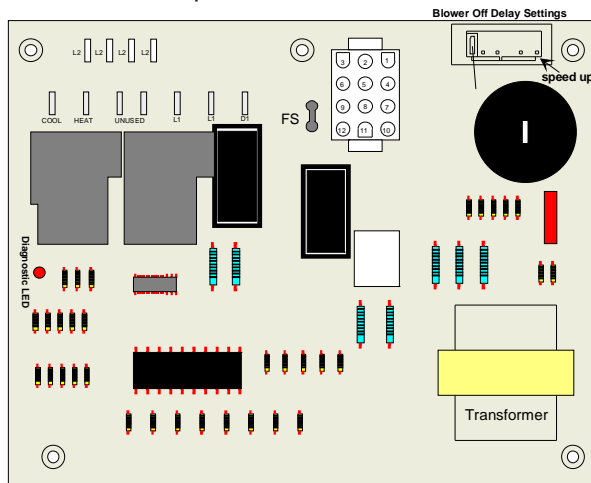 Blower Off Delay Settings
speed up
L2 L2 L2 L2
COOL HEAT UNUSED L1 L1 D1
FS
3 2 1
6 5 4
9 8 7
12 11 10
Diagnostic LED
Transformer